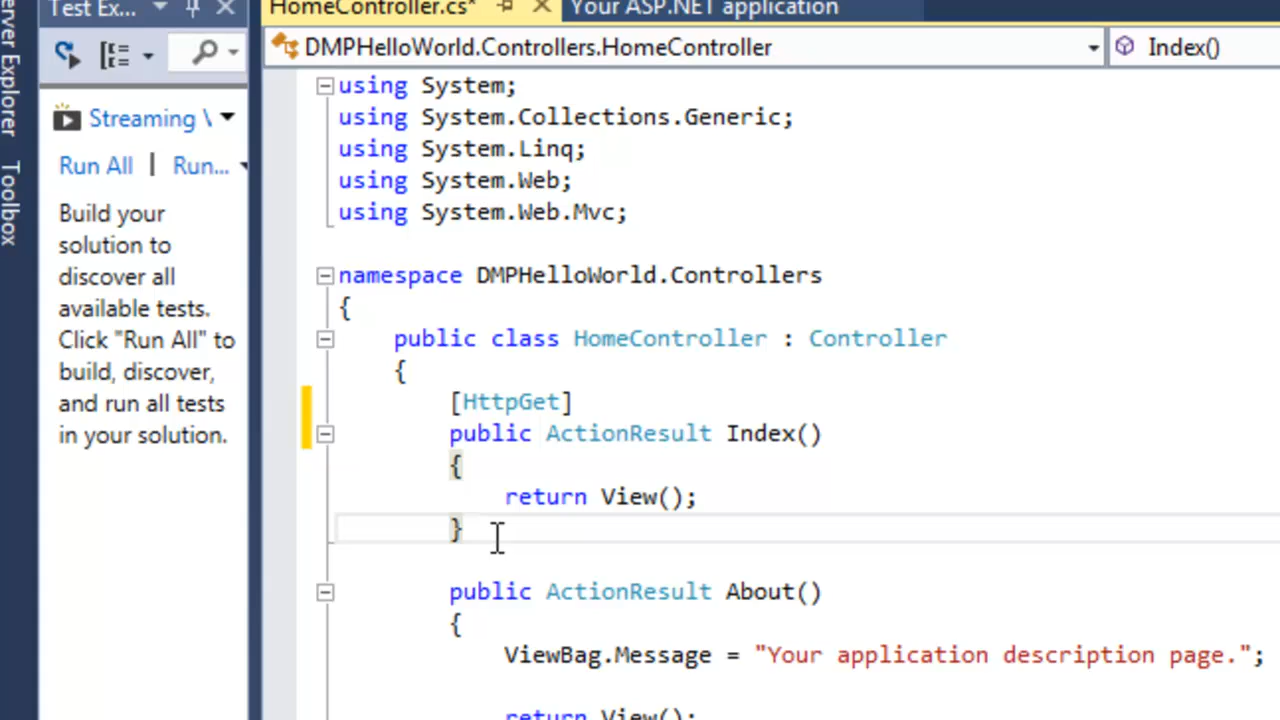 Test Ex...
HomeController.cs*
Your ASP.NET application
DMPHelloWorld.Controllers.HomeController
Index()
erver Explorer
Toolbox
Streaming \
Run All | Run...
Build your
solution to
discover all
available tests.
Click "Run All" to
build, discover,
and run all tests
in your solution.
using System;
using System.Collections.Generic;
using System.Linq;
using System.Web;
using System.Web.Mvc;
namespace DMPHelloWorld.Controllers
{
public class HomeController : Controller
{
[HttpGet]
public ActionResult Index()
{
return View();
}
public ActionResult About()
{
ViewBag.Message = "Your application description page.";
return View();